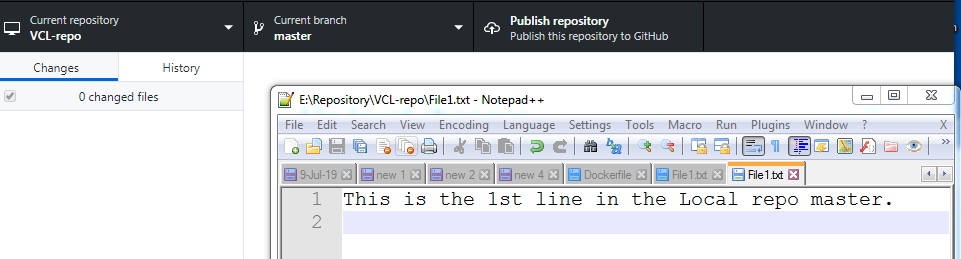 Current repository
VCL-repo
Current branch
master
Publish repository
Publish this repository to GitHub
Changes
History
0 changed files
E:\Repository\VCL-repo\File1.txt - Notepad++
File Edit Search View Encoding Language Settings Tools Macro Run Plugins Window ? X
9-Jul-19 new 1 new 2 new 4 Dockerfile File1.txt File1.txt
1 This is the 1st line in the Local repo master.
2